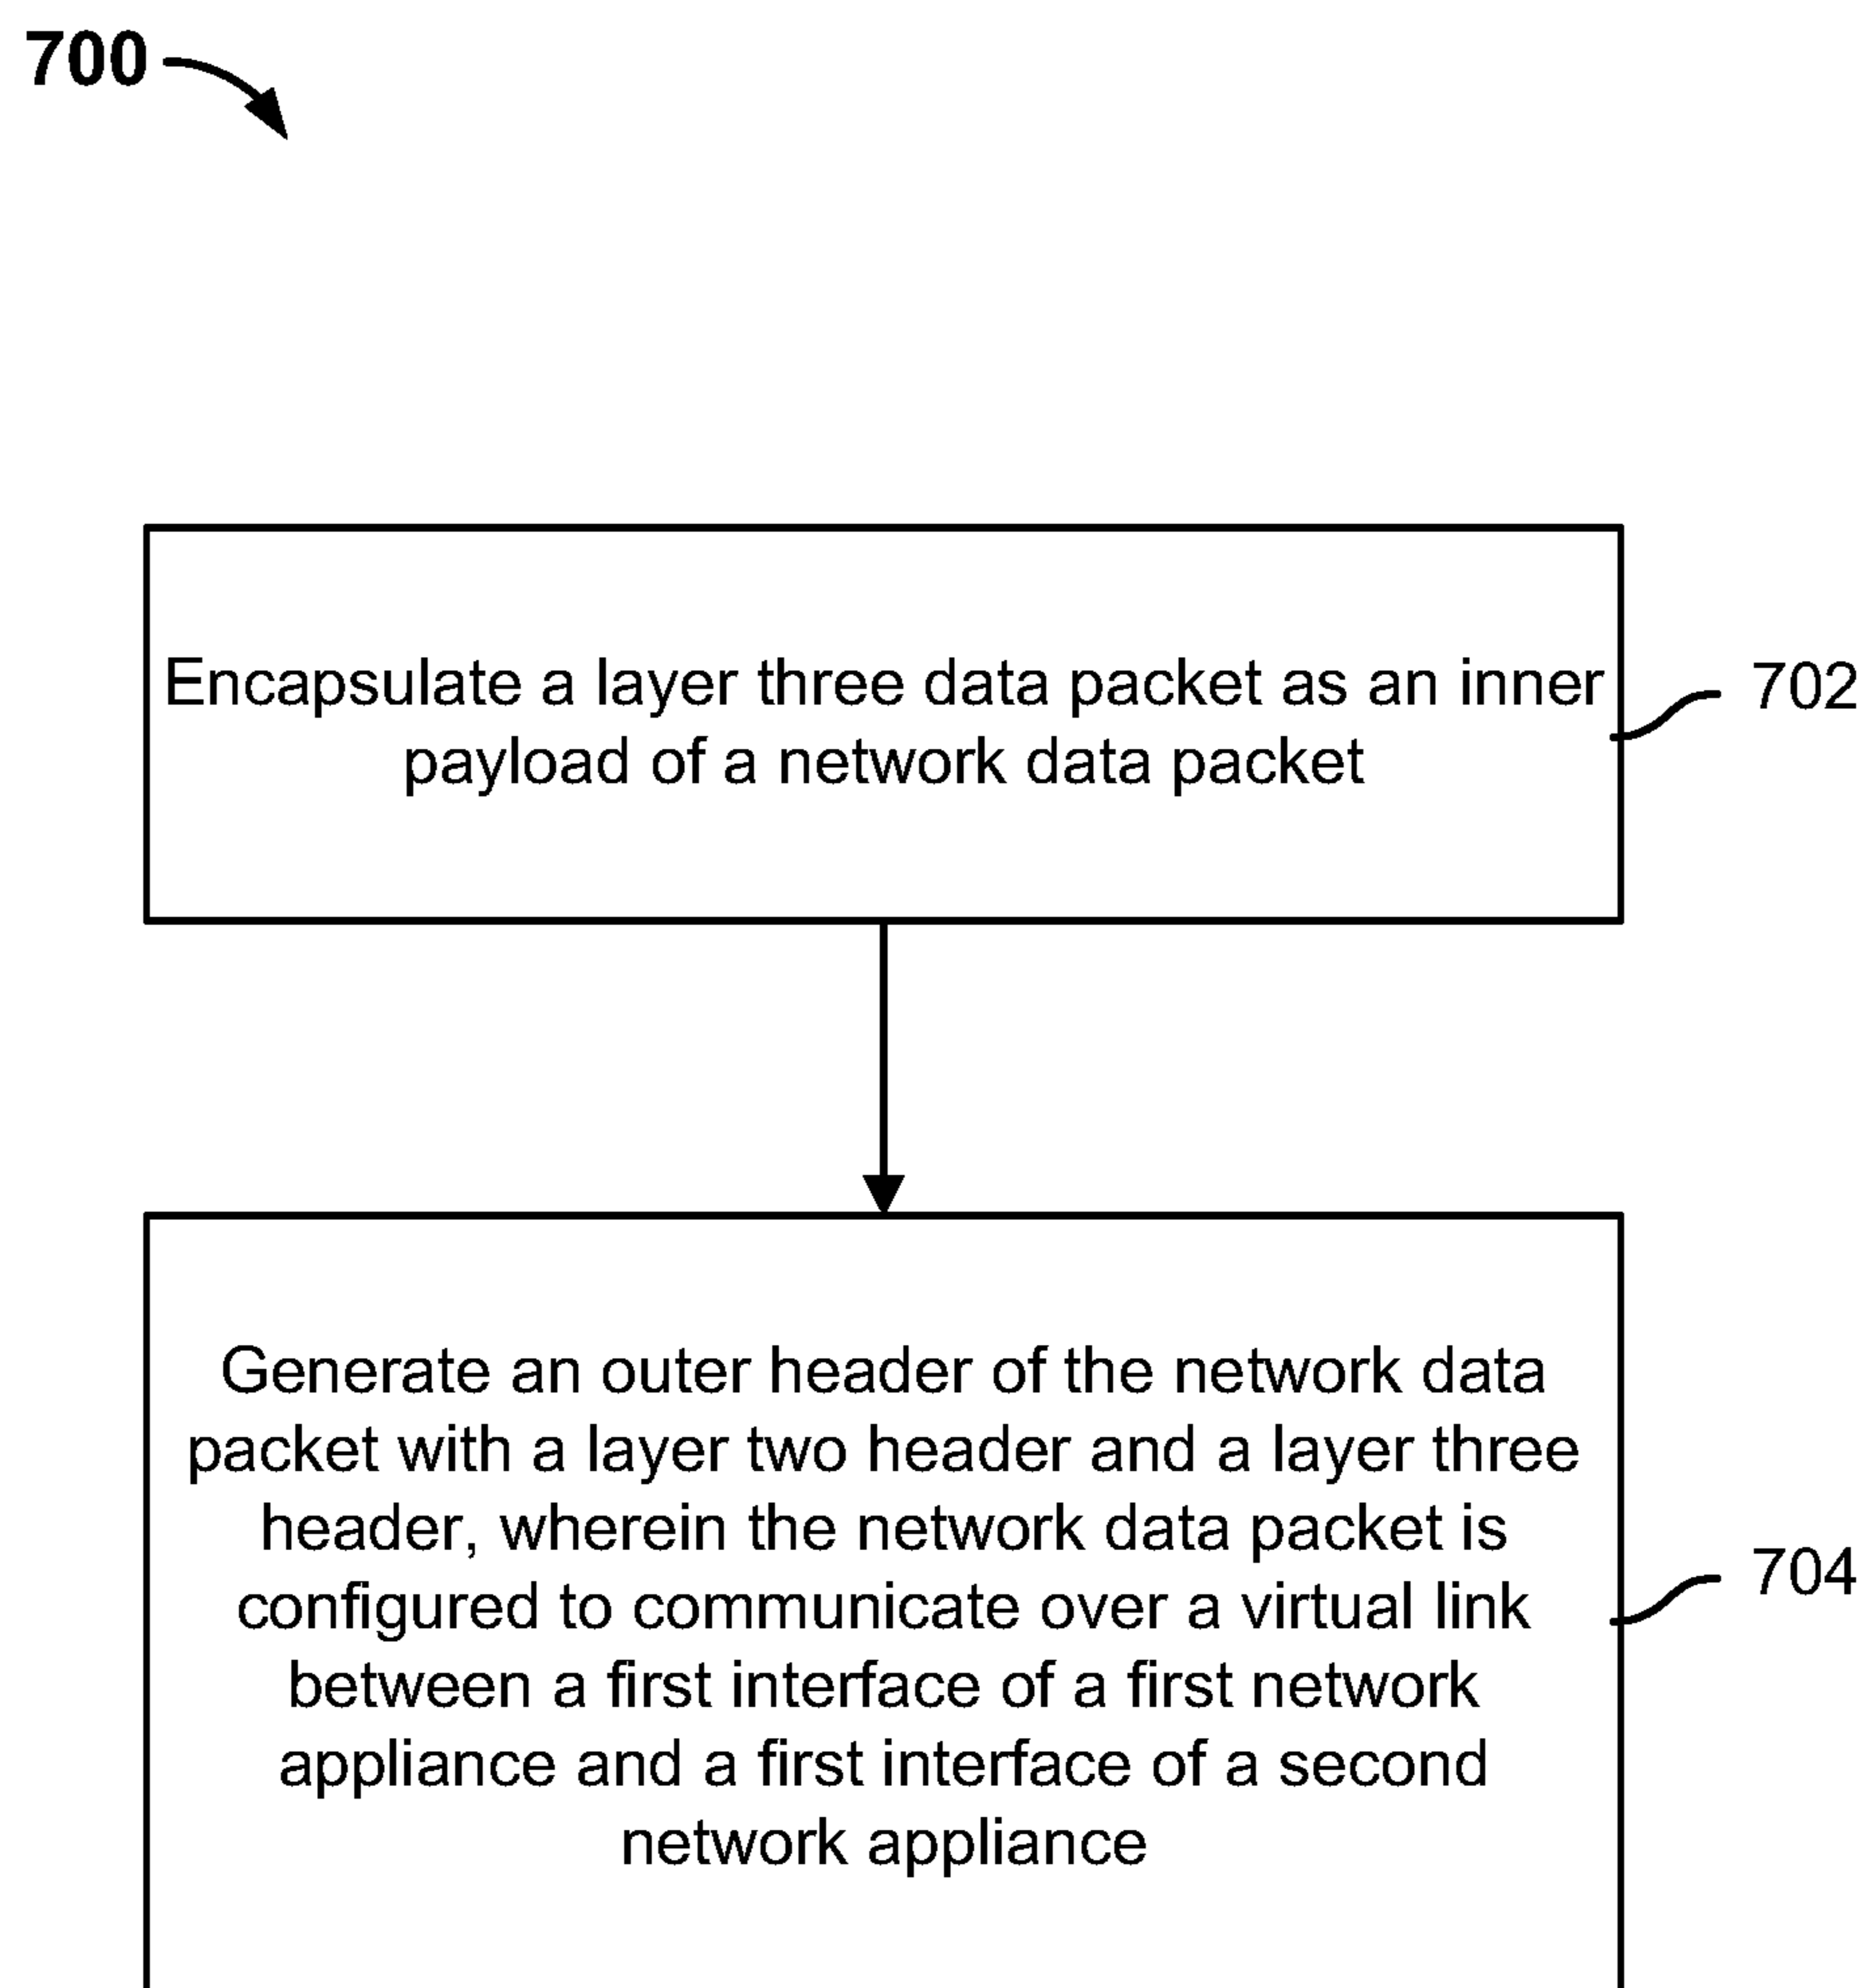 700
Encapsulate a layer three data packet as an inner
payload of a network data packet
702
Generate an outer header of the network data
packet with a layer two header and a layer three
header, wherein the network data packet is
configured to communicate over a virtual link
between a first interface of a first network
appliance and a first interface of a second
network appliance
704